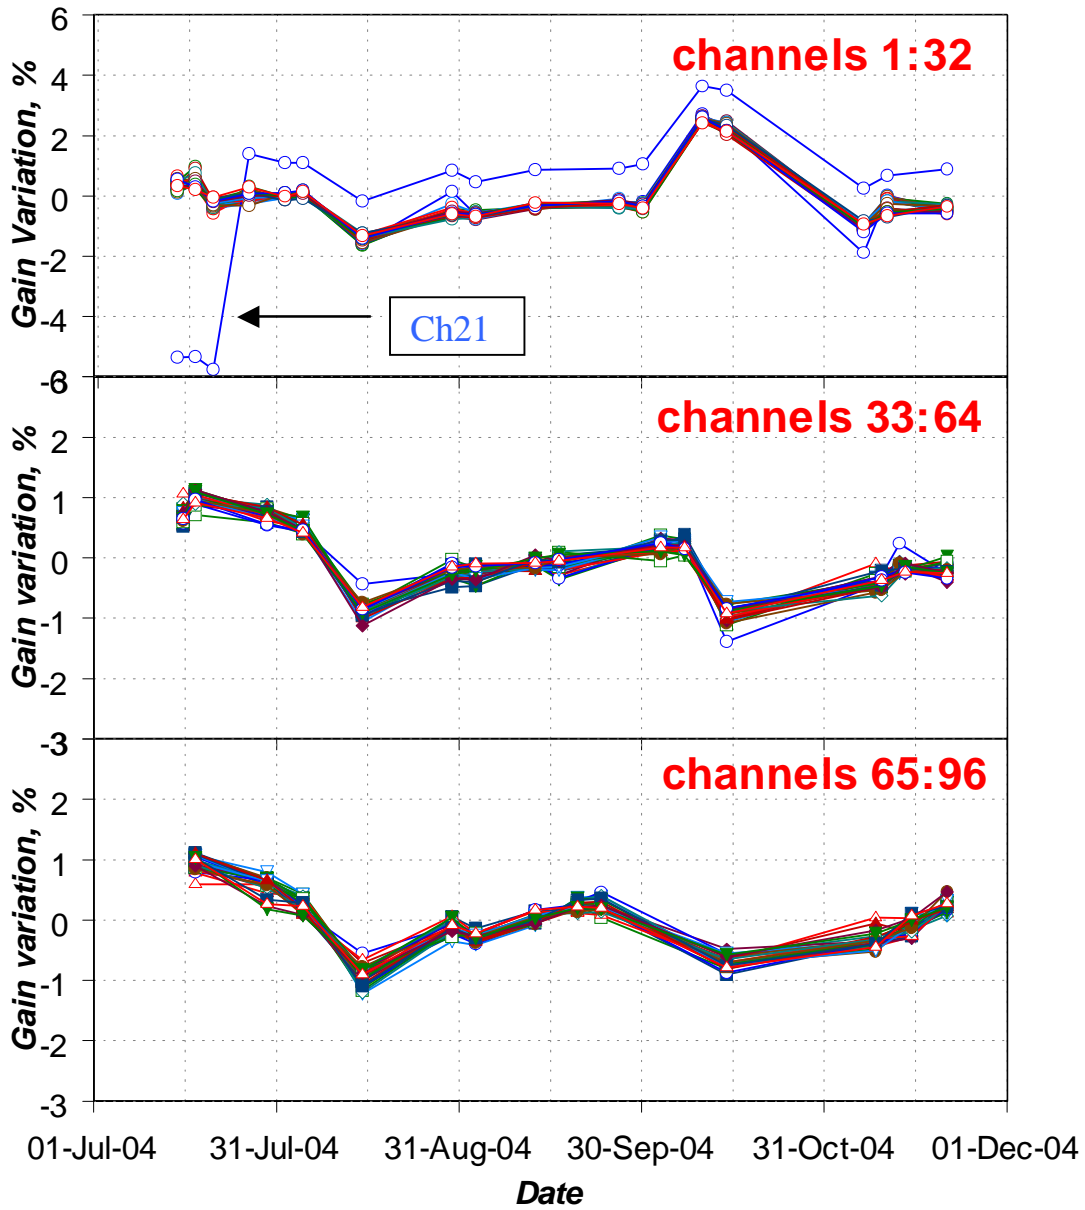 6
channels 1:32
4
2
0
-2
-4
-6
Gain Variation, %
Ch21
3
channels 33:64
2
1
0
-1
-2
-3
Gain variation, %
3
channels 65:96
2
1
0
-1
-2
-3
Gain variation, %
01-Jul-04 31-Jul-04 31-Aug-04 30-Sep-04 31-Oct-04 01-Dec-04
Date